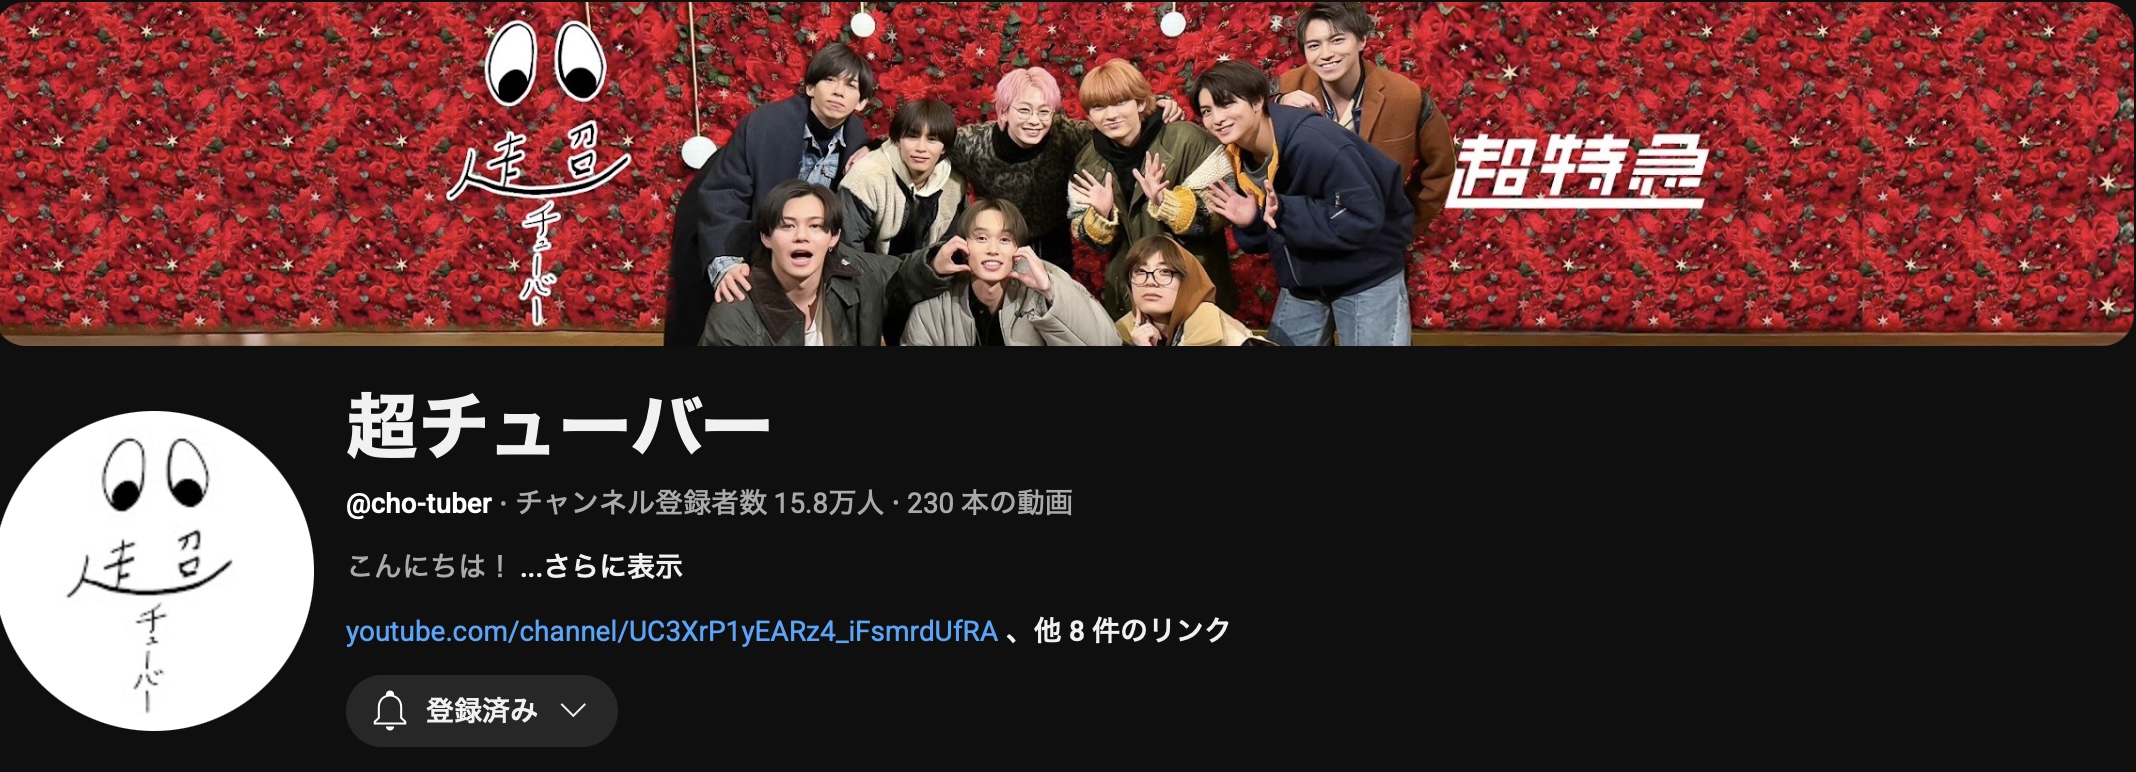 超
チューバー
超特急
超チューバー
@cho-tuber · チャンネル登録者数 15.8万人 · 230 本の動画
こんにちは！ ...さらに表示
youtube.com/channel/UC3XrP1yEARz4_iFsmrdUfRA 、他 8 件のリンク
登録済み
超
チューバー